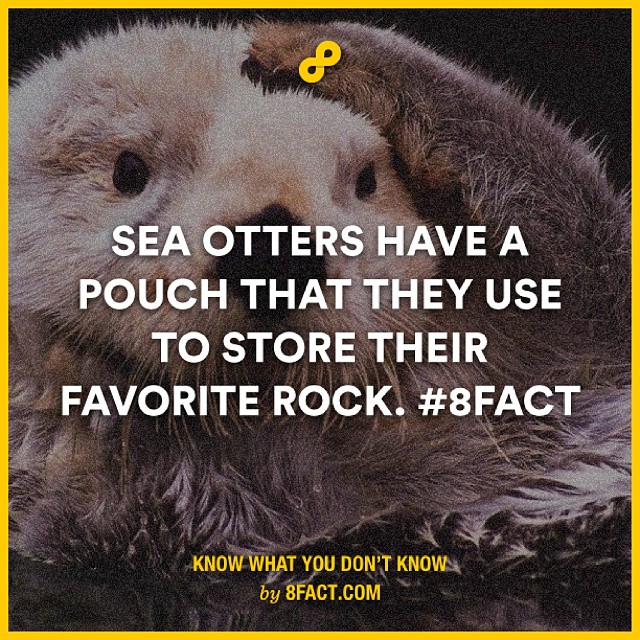 SEA OTTERS HAVE A
POUCH THAT THEY USE
TO STORE THEIR
FAVORITE ROCK. #8FACT
KNOW WHAT YOU DON'T KNOW
by 8FACT.COM